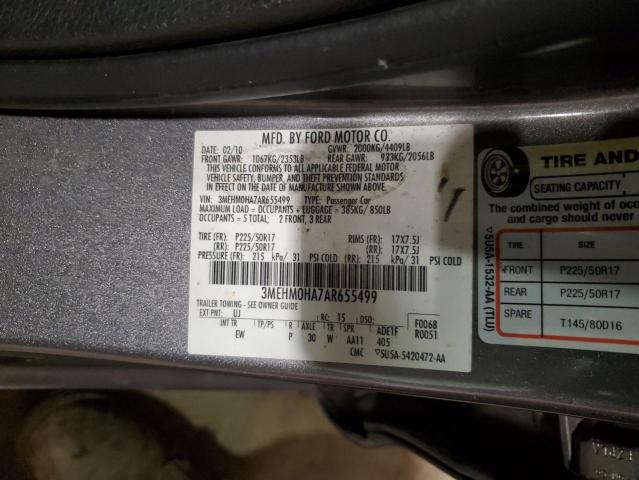 MFD. BY FORD MOTOR CO.
DATE: 02/10 GVWR: 2000KG/4409LB
FRONT GAWR: 1067KG/2353LB REAR GAWR: 933KG/2056LB
THIS VEHICLE CONFORMS TO ALL APPLICABLE FEDERAL MOTOR
VEHICLE SAFETY, BUMPER, AND THEFT PREVENTION STANDARDS
IN EFFECT ON THE DATE OF MANUFACTURE SHOWN ABOVE.
VIN: 3MEHM0HA7AR655499 TYPE: Passenger Car
MAXIMUM LOAD = OCCUPANTS + LUGGAGE = 385KG/850LB
OCCUPANTS = 5 TOTAL; 2 FRONT, 3 REAR
TIRE (FR): P225/50R17 RIMS (FR): 17X7.5J
(RR): P225/50R17 (RR): 17X7.5J
PSI COLD (FR): 215 kPa/ 31 PSI COLD (RR): 215 kPa/ 31 PSI COLD
3MEHM0HA7AR655499
TRAILER TOWING - SEE OWNER GUIDE
EXT PNT: UJ RC: 15 DSO: F0068
R0051
INT TR TP/PS R AXLE TR SPR ADE1F
EW P 30 W AA11 405
CMC 5U5A-5420472-AA
TIRE AND
SEATING CAPACITY
The combined weight of occ
and cargo should never
TIRE SIZE
FRONT P225/50R17
REAR P225/50R17
SPARE T145/80D16
5U5A-1532-AA (TLU)